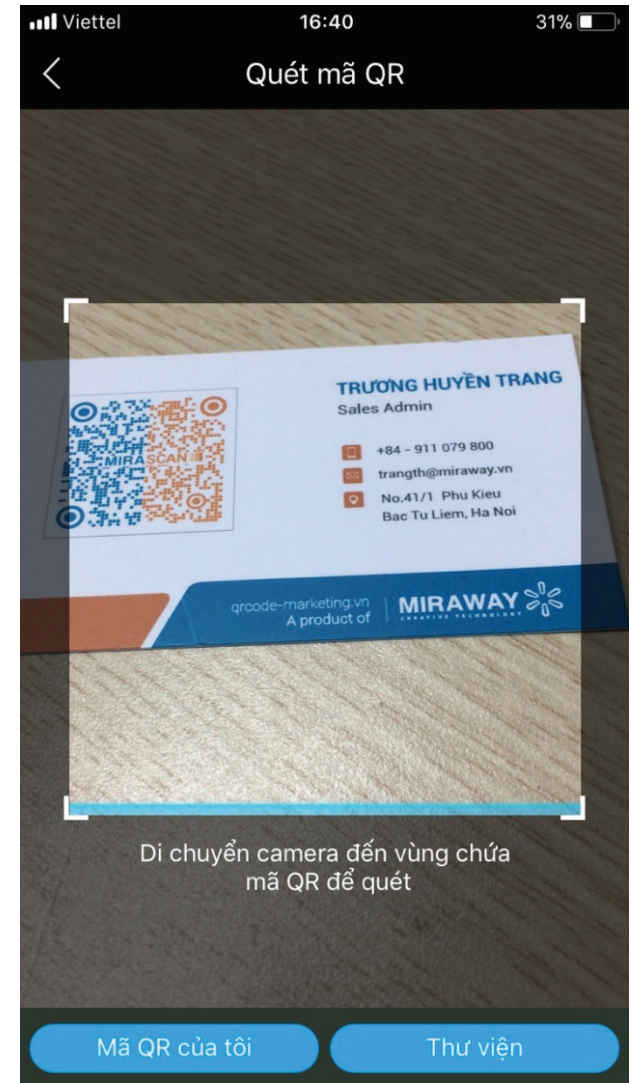 Viettel 16:40 31%
Quét mã QR
MIRASCAN
TRƯƠNG HUYỀN TRANG
Sales Admin
+84 - 911 079 800
trangth@miraway.vn
No.41/1 Phu Kieu
Bac Tu Liem, Ha Noi
qrcode-marketing.vn
A product of
MIRAWAY
CREATIVE TECHNOLOGY
Di chuyển camera đến vùng chứa
mã QR để quét
Mã QR của tôi Thư viện